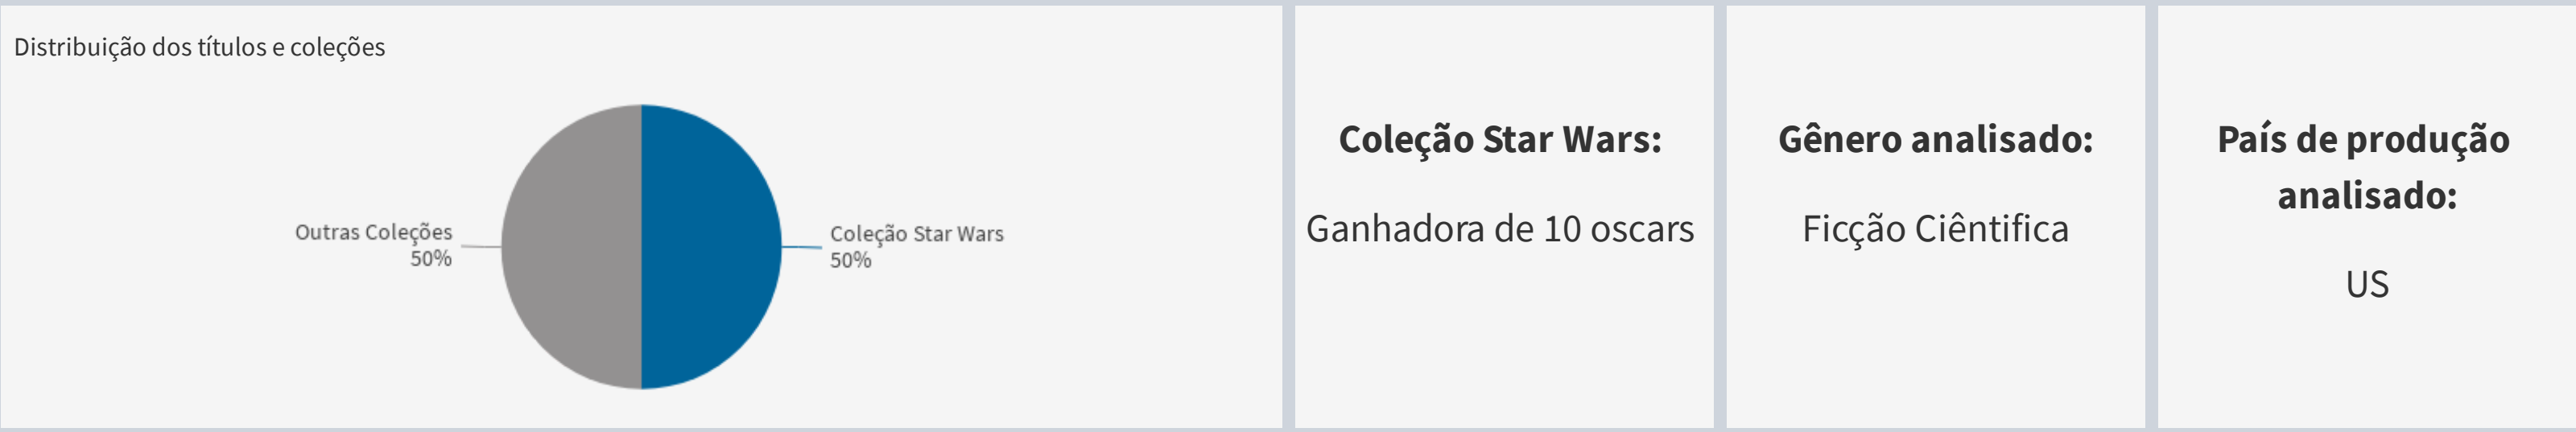 Distribuição dos títulos e coleções
Outras Coleções
50%
Coleção Star Wars
50%
Coleção Star Wars:
Ganhadora de 10 oscars
Gênero analisado:
Ficção Ciêntifica
País de produção
analisado:
US